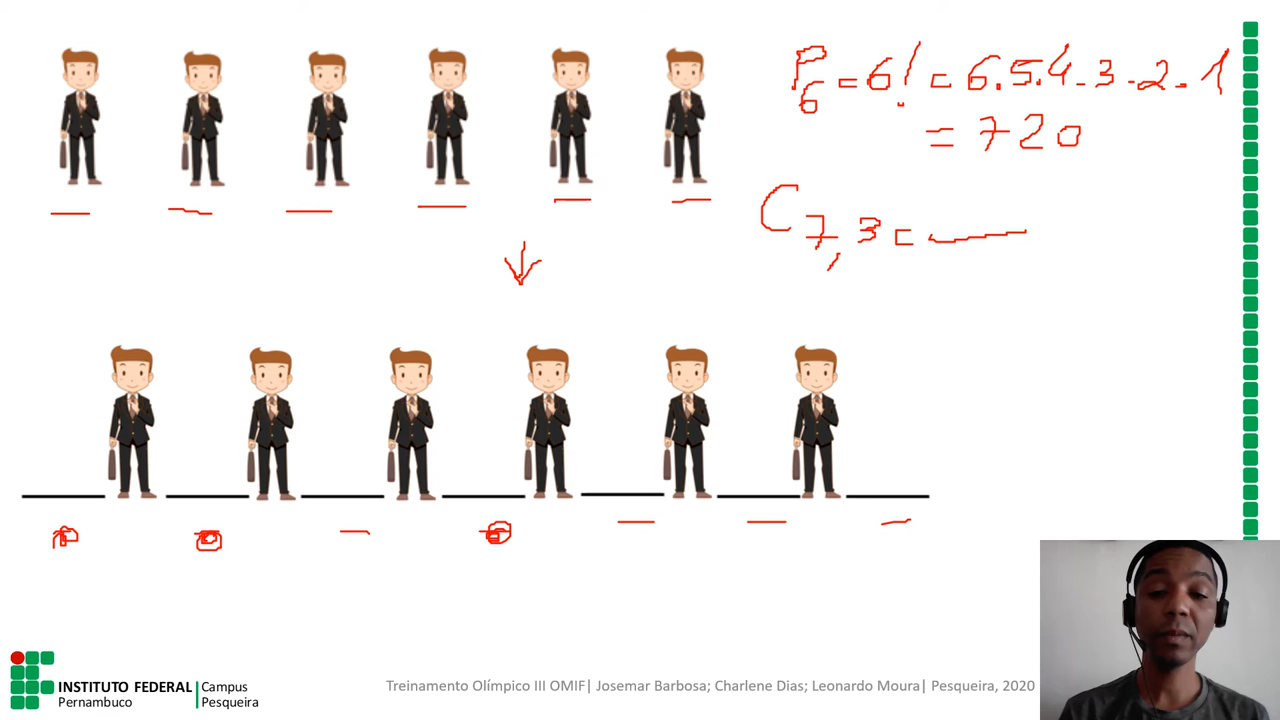 P6 = 6! = 6.5.4.3.2.1
= 720
C7,3 =
INSTITUTO FEDERAL
Pernambuco
Campus
Pesqueira
Treinamento Olímpico III OMIF| Josemar Barbosa; Charlene Dias; Leonardo Moura| Pesqueira, 2020